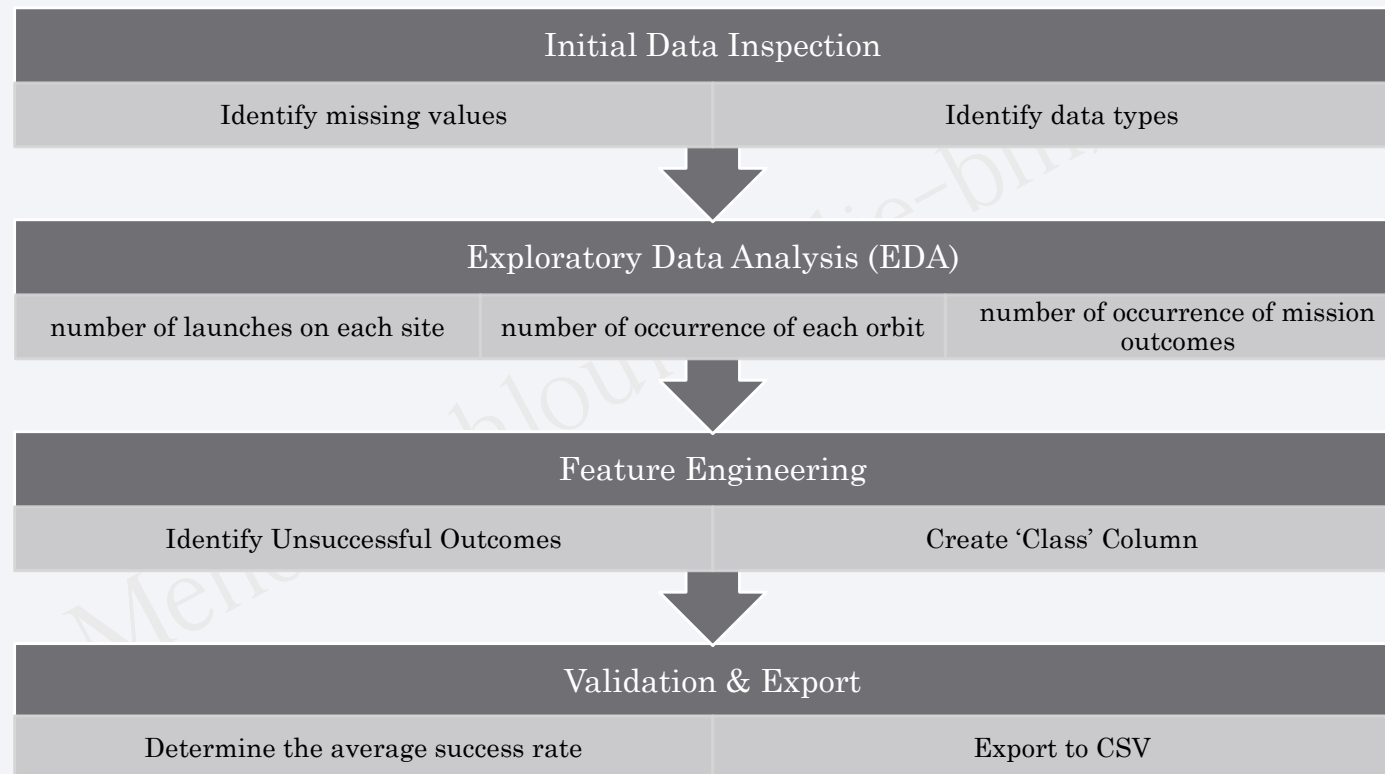 Initial Data Inspection
Identify missing values
Identify data types
Exploratory Data Analysis (EDA)
number of launches on each site
number of occurrence of each orbit
number of occurrence of mission
outcomes
Feature Engineering
Identify Unsuccessful Outcomes
Create ‘Class’ Column
Validation & Export
Determine the average success rate
Export to CSV